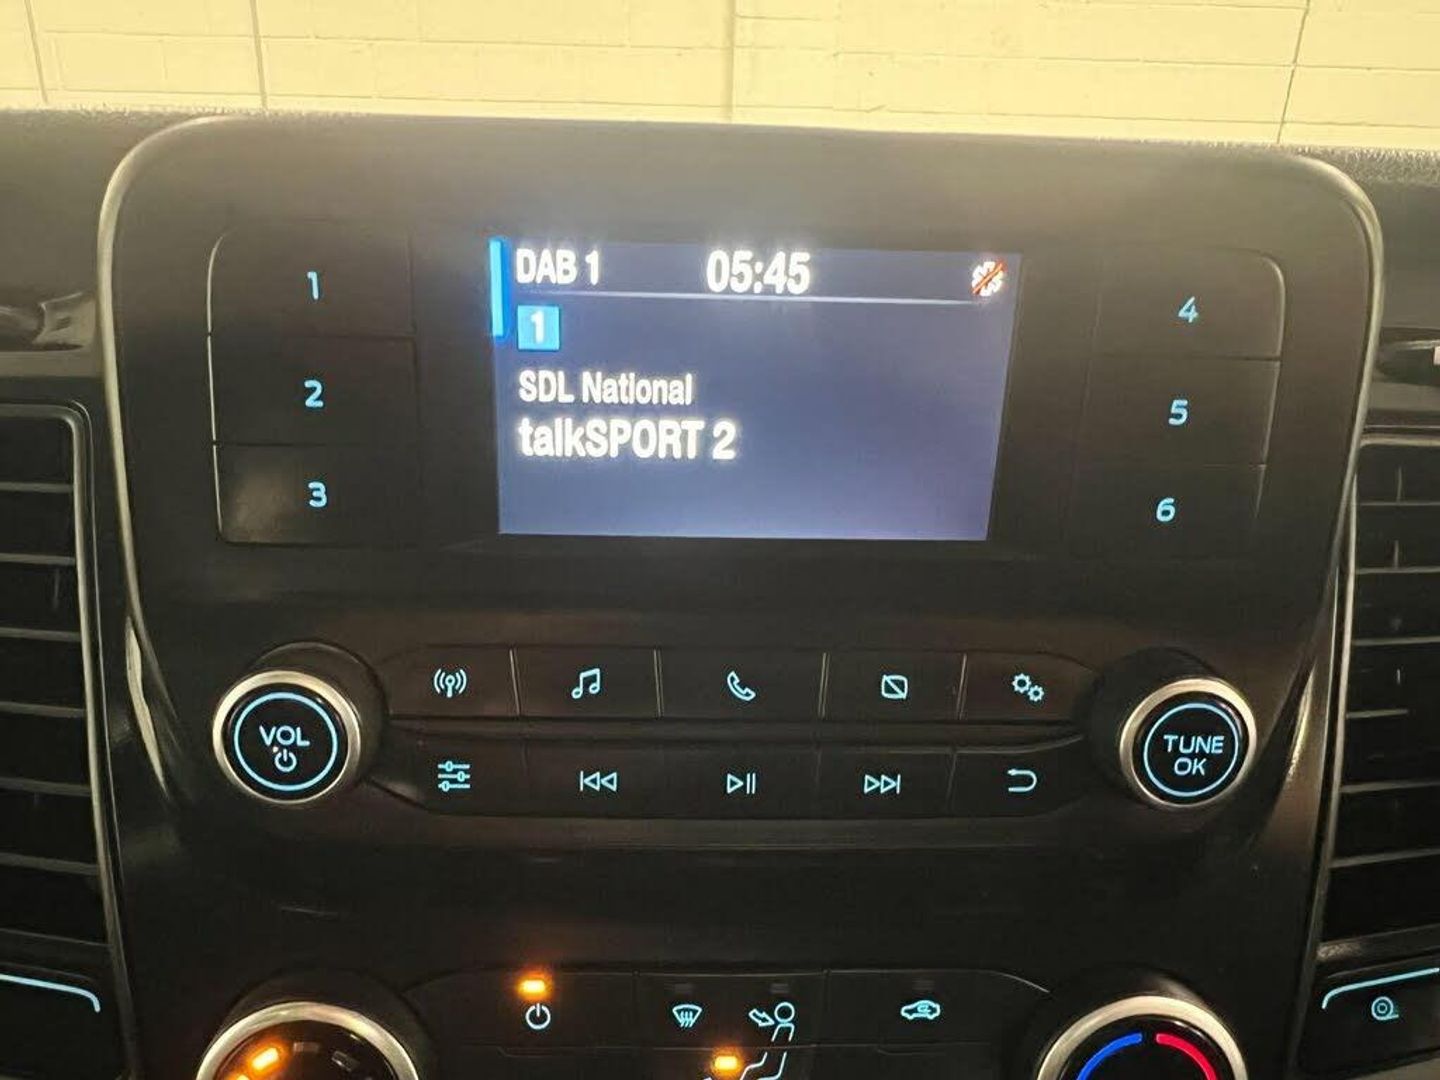 DAB 1 05:45
1
SDL National
talkSPORT 2
1
2
3
4
5
6
VOL
TUNE
OK